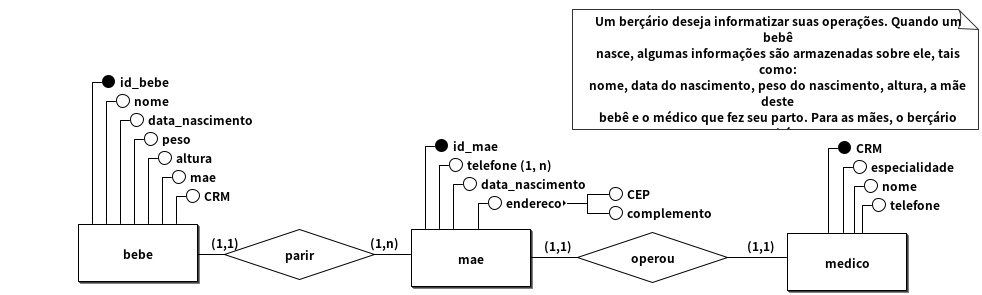 Um berçário deseja informatizar suas operações. Quando um
bebê
nasce, algumas informações são armazenadas sobre ele, tais
como:
nome, data do nascimento, peso do nascimento, altura, a mãe
deste
bebê e o médico que fez seu parto. Para as mães, o berçário
id_bebe
nome
data_nascimento
peso
altura
mae
CRM
id_mae
telefone (1, n)
data_nascimento
endereco
CEP
complemento
CRM
especialidade
nome
telefone
bebe
(1,1)
parir
(1,n)
mae
(1,1)
operou
(1,1)
medico